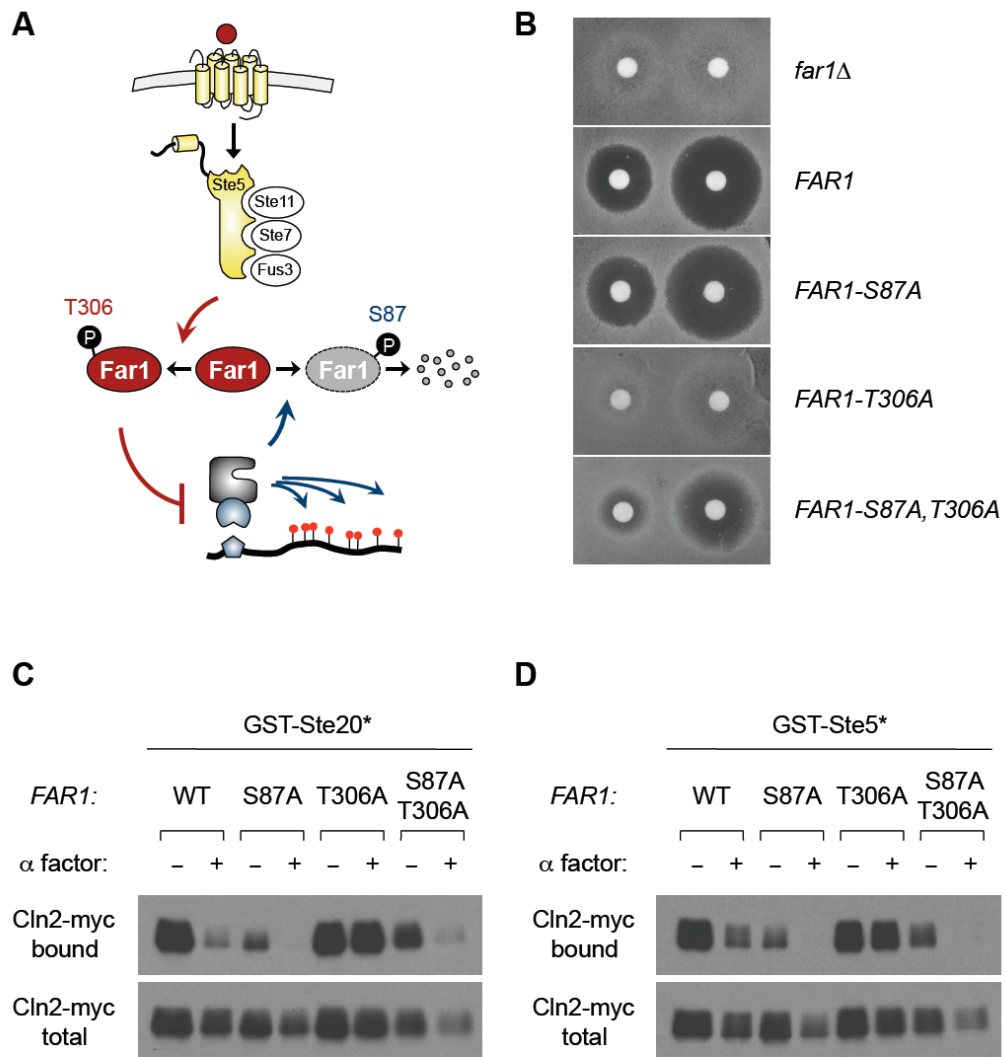 A
Ste5
Ste11
Ste7
Fus3
T306
S87
P
P
Far1
Far1
Far1
B
far1Δ
FAR1
FAR1-S87A
FAR1-T306A
FAR1-S87A,T306A
C
GST-Ste20*
FAR1: WT S87A T306A S87A
T306A
α factor: – + – + – + – +
Cln2-myc
bound
Cln2-myc
total
D
GST-Ste5*
FAR1: WT S87A T306A S87A
T306A
α factor: – + – + – + – +
Cln2-myc
bound
Cln2-myc
total